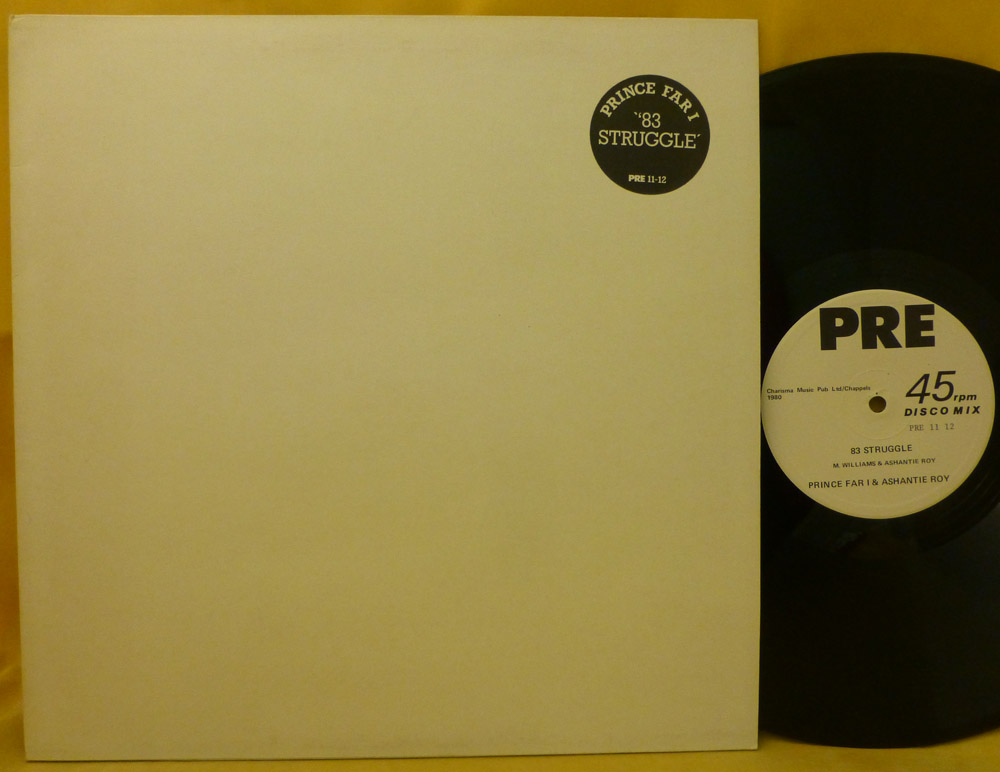 PRINCE FAR I
`'83
STRUGGLE´
PRE 11-12
PRE
Charisma Music Pub. Ltd/Chappels
1980
45 rpm
DISCO MIX
PRE 11 12
83 STRUGGLE
M. WILLIAMS & ASHANTIE ROY
PRINCE FAR I & ASHANTIE ROY